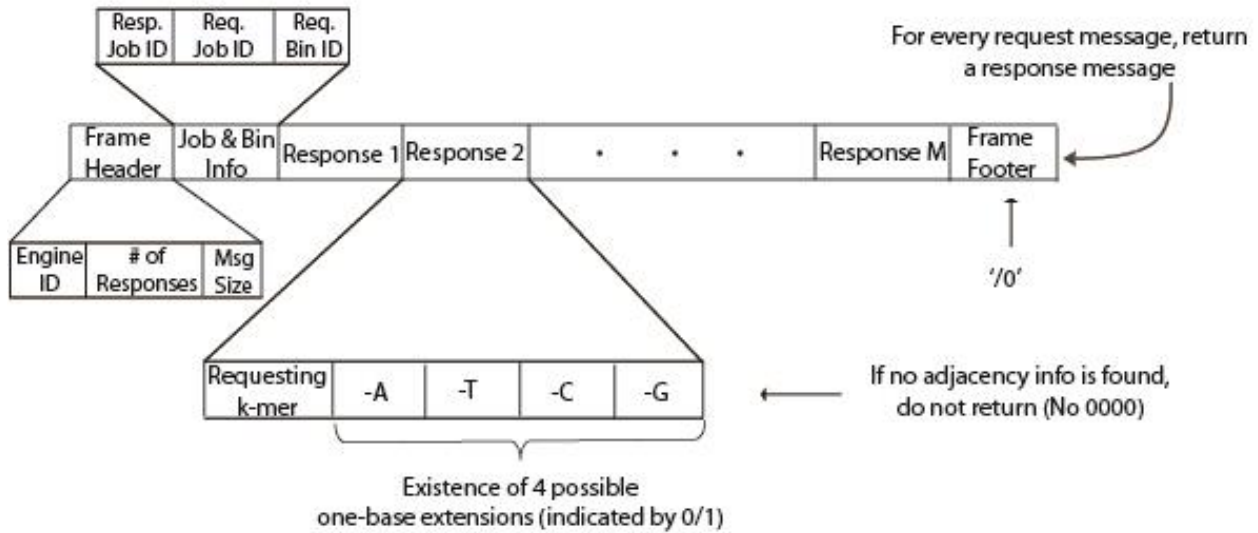 Resp.
Job ID
Req.
Job ID
Req.
Bin ID
For every request message, return
a response message
Frame
Header
Job & Bin
Info
Response 1
Response 2
. . .
Response M
Frame
Footer
Engine
ID
# of
Responses
Msg
Size
'/0'
Requesting
k-mer
-A
-T
-C
-G
If no adjacency info is found,
do not return (No 0000)
Existence of 4 possible
one-base extensions (indicated by 0/1)